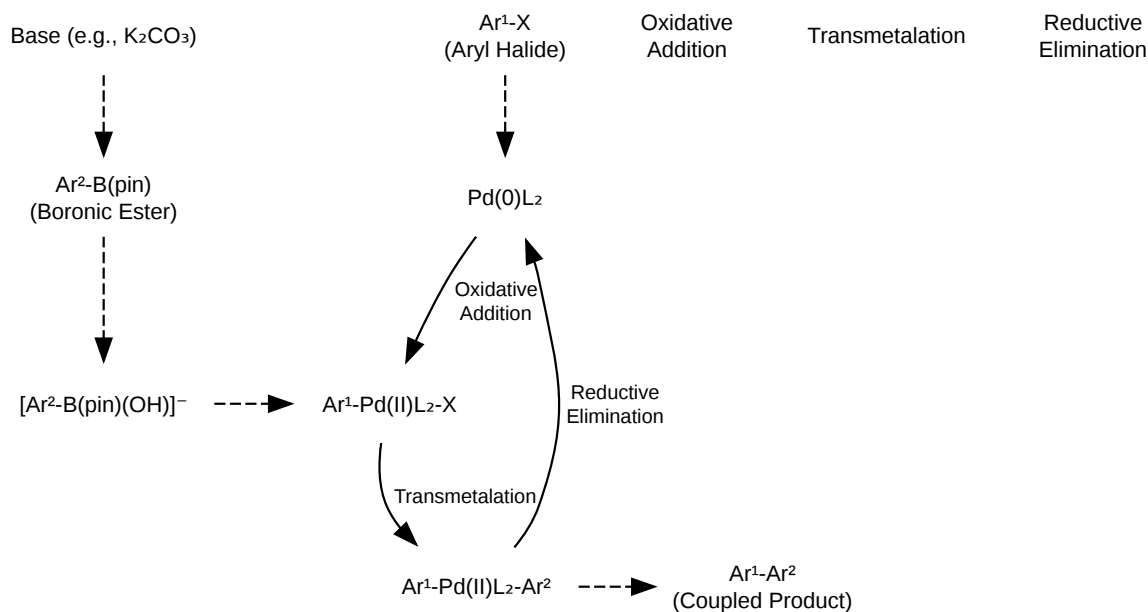 Base (e.g., K₂CO₃)
Ar¹-X
(Aryl Halide)
Oxidative
Addition
Transmetalation
Reductive
Elimination
Ar²-B(pin)
(Boronic Ester)
Pd(0)L₂
Oxidative
Addition
[Ar²-B(pin)(OH)]⁻
Ar¹-Pd(II)L₂-X
Reductive
Elimination
Transmetalation
Ar¹-Pd(II)L₂-Ar²
Ar¹-Ar²
(Coupled Product)